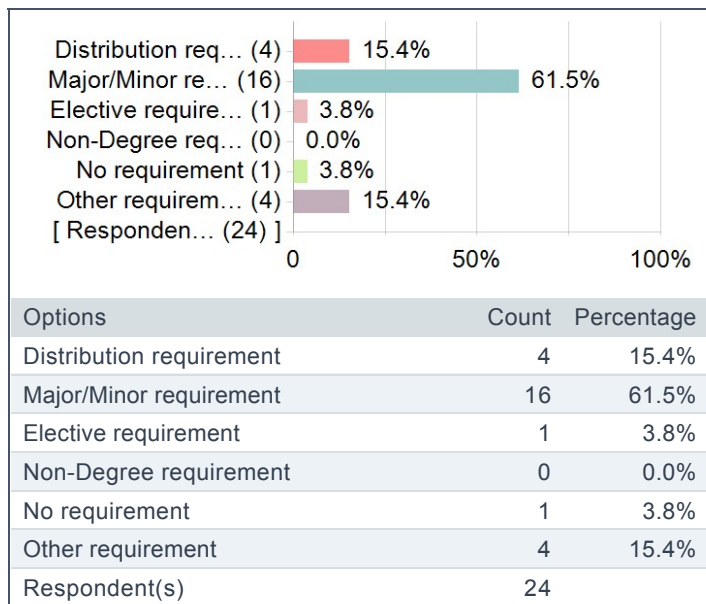 Distribution req… (4) 15.4%
Major/Minor re… (16) 61.5%
Elective require… (1) 3.8%
Non-Degree req… (0) 0.0%
No requirement (1) 3.8%
Other requirem… (4) 15.4%
[ Responden… (24) ]
0 50% 100%
Options Count Percentage
Distribution requirement 4 15.4%
Major/Minor requirement 16 61.5%
Elective requirement 1 3.8%
Non-Degree requirement 0 0.0%
No requirement 1 3.8%
Other requirement 4 15.4%
Respondent(s) 24